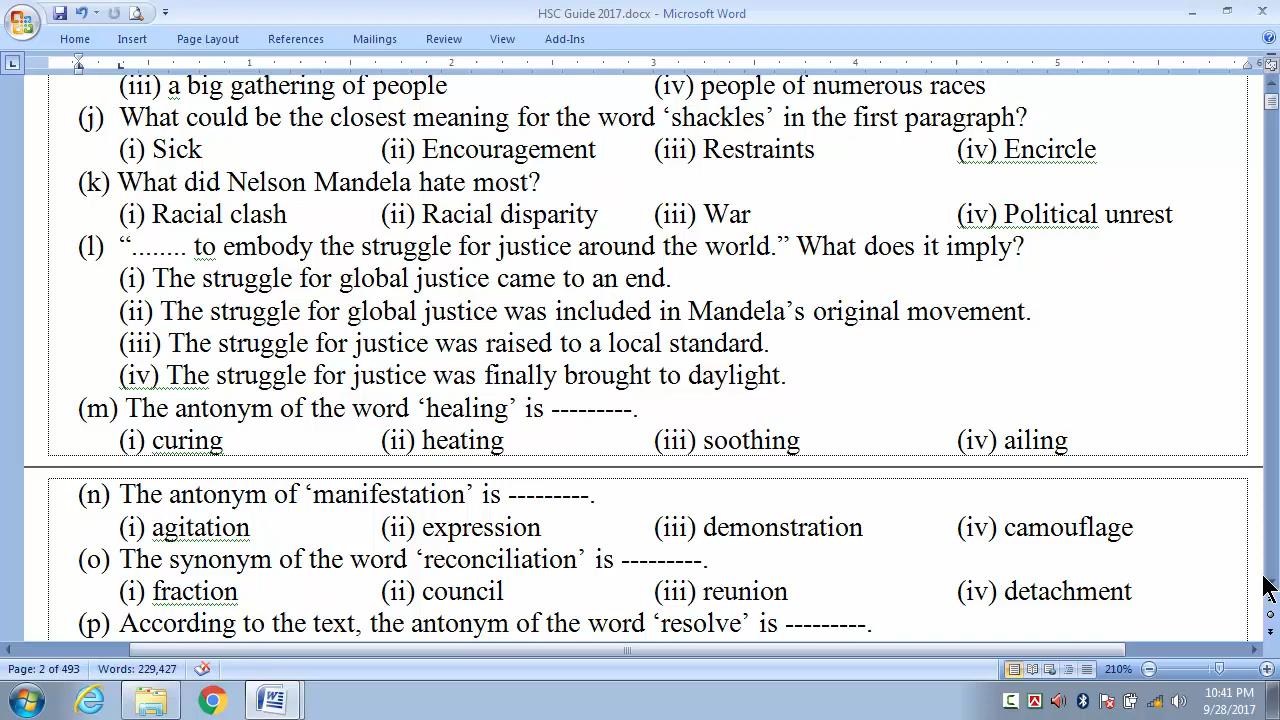 HSC Guide 2017.docx - Microsoft Word
Home Insert Page Layout References Mailings Review View Add-Ins
1 2 3 4 5 6
(iii) a big gathering of people (iv) people of numerous races
(j) What could be the closest meaning for the word ‘shackles’ in the first paragraph?
(i) Sick (ii) Encouragement (iii) Restraints (iv) Encircle
(k) What did Nelson Mandela hate most?
(i) Racial clash (ii) Racial disparity (iii) War (iv) Political unrest
(l) “........ to embody the struggle for justice around the world.” What does it imply?
(i) The struggle for global justice came to an end.
(ii) The struggle for global justice was included in Mandela’s original movement.
(iii) The struggle for justice was raised to a local standard.
(iv) The struggle for justice was finally brought to daylight.
(m) The antonym of the word ‘healing’ is ---------.
(i) curing (ii) heating (iii) soothing (iv) ailing
(n) The antonym of ‘manifestation’ is ---------.
(i) agitation (ii) expression (iii) demonstration (iv) camouflage
(o) The synonym of the word ‘reconciliation’ is ---------.
(i) fraction (ii) council (iii) reunion (iv) detachment
(p) According to the text, the antonym of the word ‘resolve’ is ---------.
Page: 2 of 493 Words: 229,427 210%
10:41 PM
9/28/2017